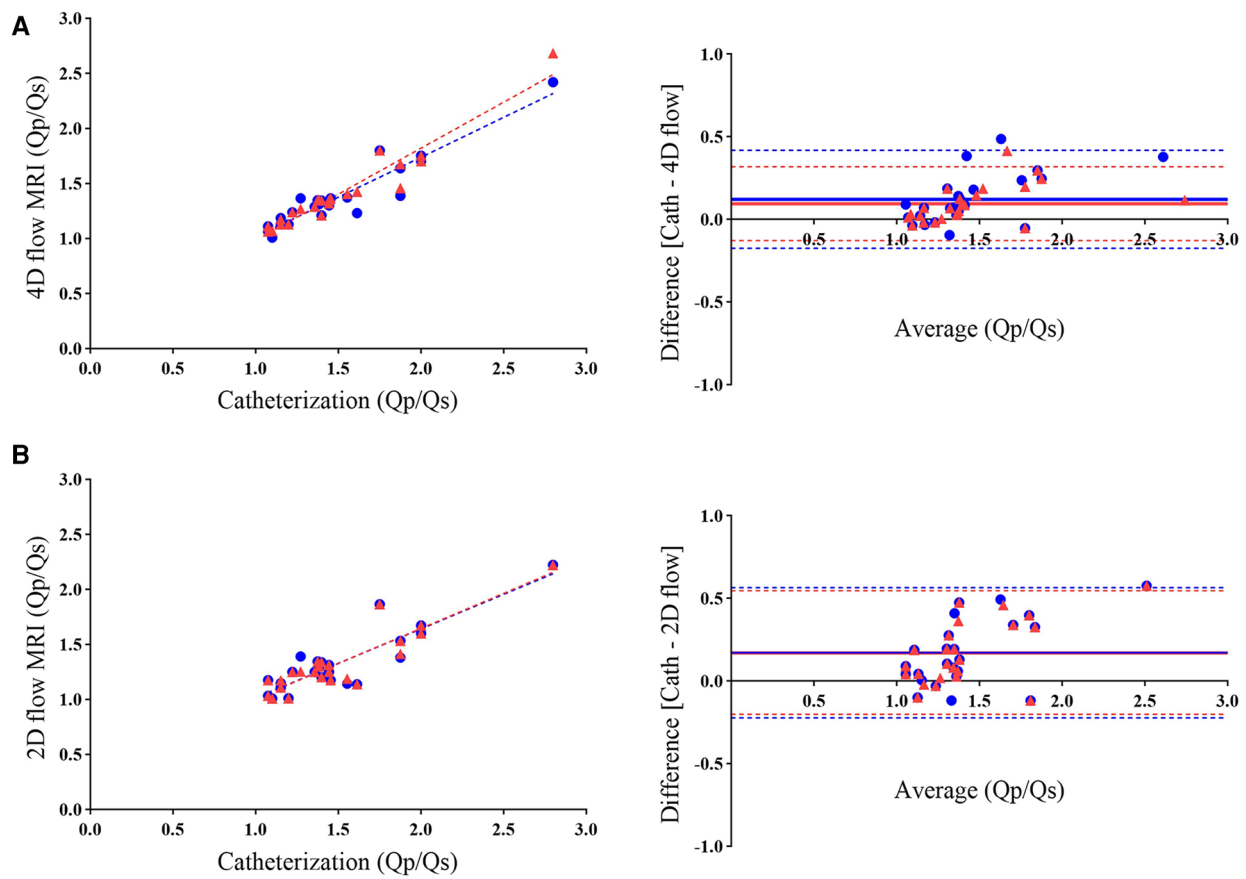 A
3.0
2.5
2.0
1.5
1.0
0.5
0.0
4D flow MRI (Qp/Qs)
0.0 0.5 1.0 1.5 2.0 2.5 3.0
Catheterization (Qp/Qs)
1.0
0.5
0.0
-0.5
-1.0
Difference [Cath - 4D flow]
0.5 1.0 1.5 2.0 2.5 3.0
Average (Qp/Qs)
B
3.0
2.5
2.0
1.5
1.0
0.5
0.0
2D flow MRI (Qp/Qs)
0.0 0.5 1.0 1.5 2.0 2.5 3.0
Catheterization (Qp/Qs)
1.0
0.5
0.0
-0.5
-1.0
Difference [Cath - 2D flow]
0.5 1.0 1.5 2.0 2.5 3.0
Average (Qp/Qs)